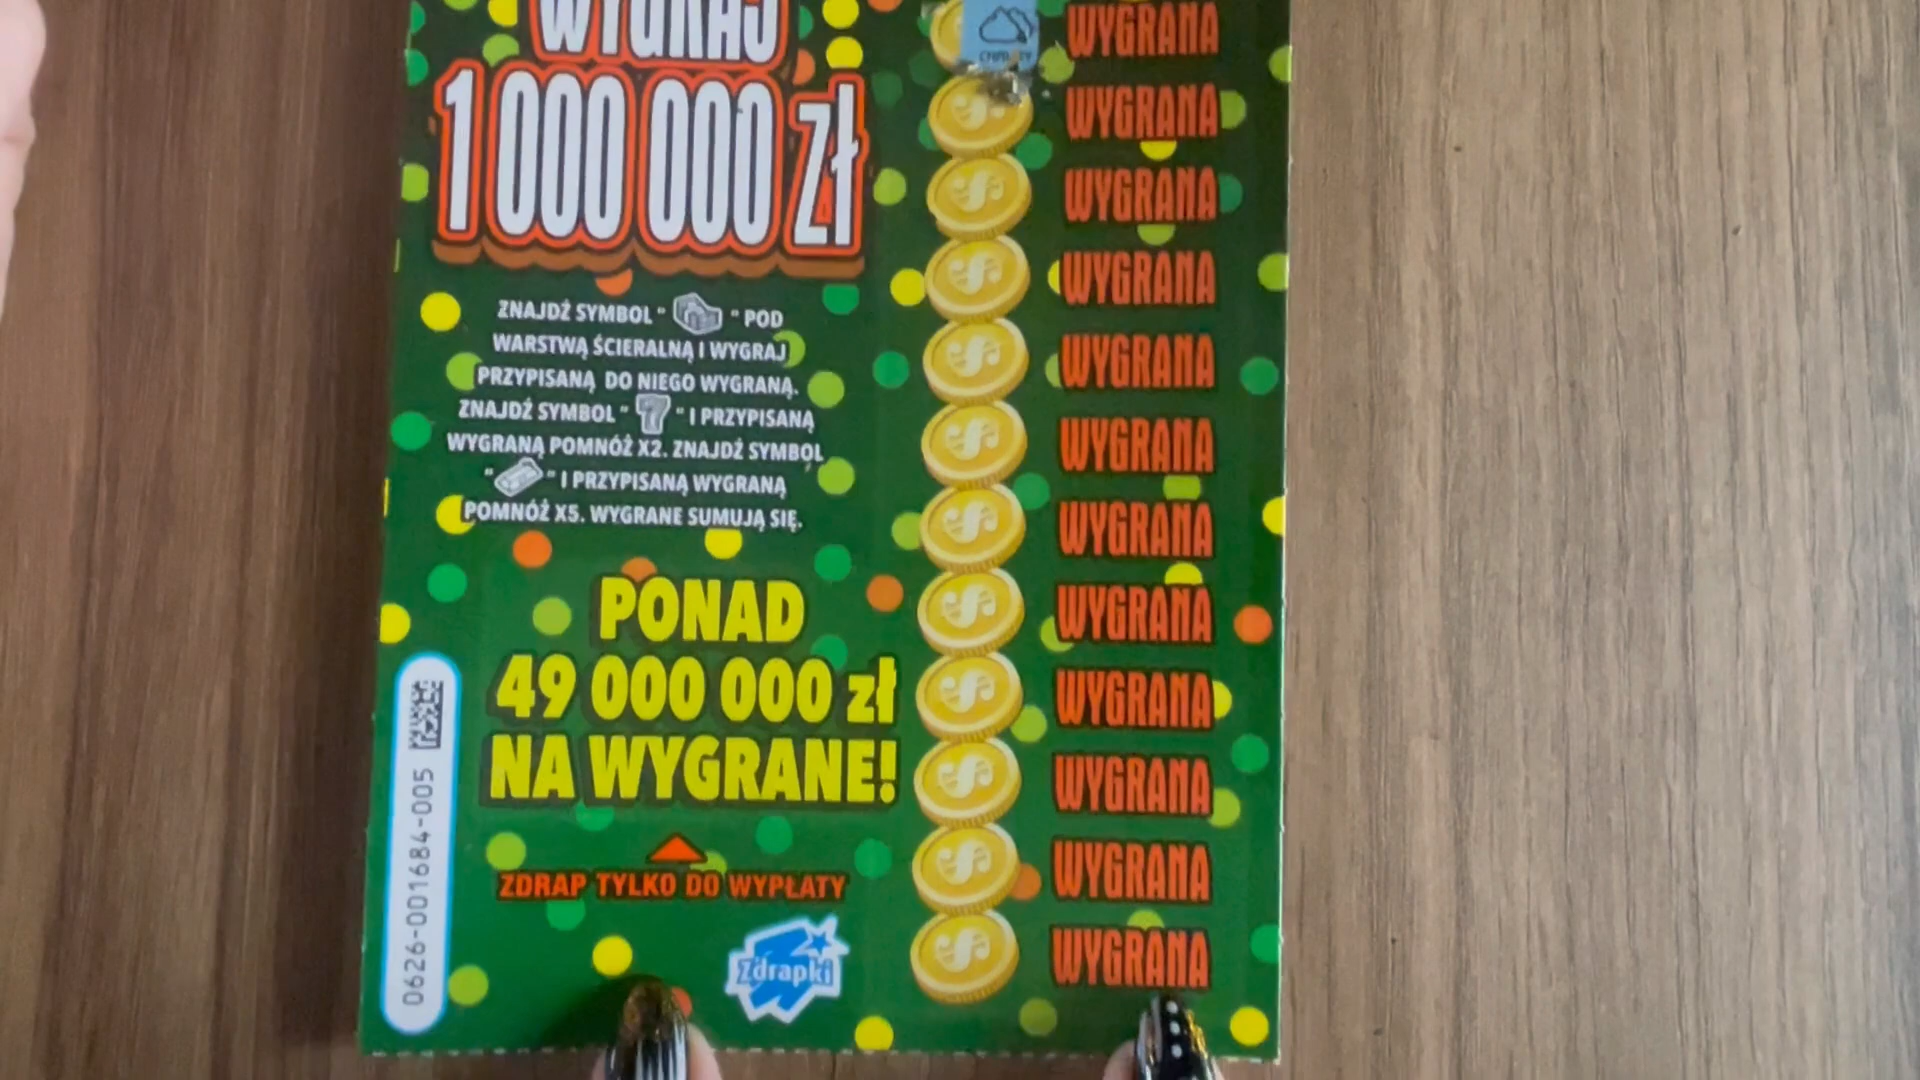 WYGRAJ
1 000 000 zł
ZNAJDŹ SYMBOL " " POD
WARSTWĄ ŚCIERALNĄ I WYGRAJ
PRZYPISANĄ DO NIEGO WYGRANĄ.
ZNAJDŹ SYMBOL " 7 " I PRZYPISANĄ
WYGRANĄ POMNÓŻ X2. ZNAJDŹ SYMBOL
" " I PRZYPISANĄ WYGRANĄ
POMNÓŻ X5. WYGRANE SUMUJĄ SIĘ.
PONAD
49 000 000 zł
NA WYGRANE!
ZDRAP TYLKO DO WYPŁATY
Zdrapki
0626-001684-005
WYGRANA
WYGRANA
WYGRANA
WYGRANA
WYGRANA
WYGRANA
WYGRANA
WYGRANA
WYGRANA
WYGRANA
WYGRANA
WYGRANA